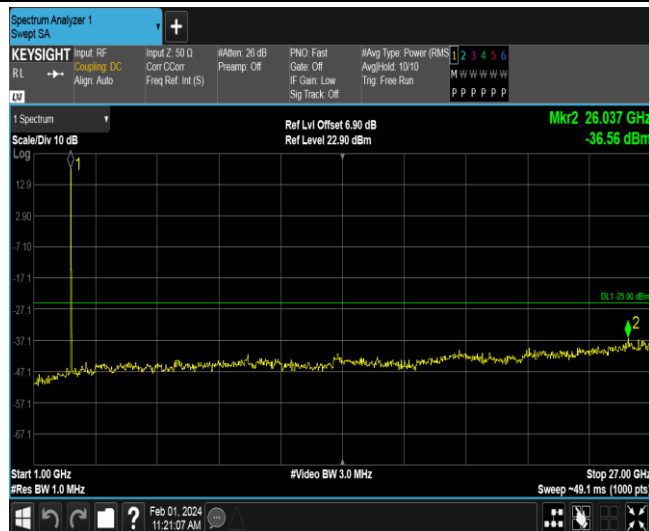 Spectrum Analyzer 1
Swept SA
+
KEYSIGHT
RL
Input: RF
Coupling: DC
Align: Auto
Input Z: 50 Ω
Corr CCorr
Freq Ref: Int (S)
#Atten: 26 dB
Preamp: Off
PNO: Fast
Gate: Off
IF Gain: Low
Sig Track: Off
#Avg Type: Power (RMS
Avg|Hold: 10/10
Trig: Free Run
1 2 3 4 5 6
M W W W W W
P P P P P P
LXI
1 Spectrum
Scale/Div 10 dB
Ref Lvl Offset 6.90 dB
Ref Level 22.90 dBm
Mkr2 26.037 GHz
-36.56 dBm
Log
1
12.9
2.90
-7.10
-17.1
DL1 -25.00 dBm
-27.1
2
-37.1
-47.1
-57.1
-67.1
Start 1.00 GHz
#Video BW 3.0 MHz
Stop 27.00 GHz
#Res BW 1.0 MHz
Sweep ~49.1 ms (1000 pts)
?
Feb 01, 2024
11:21:07 AM